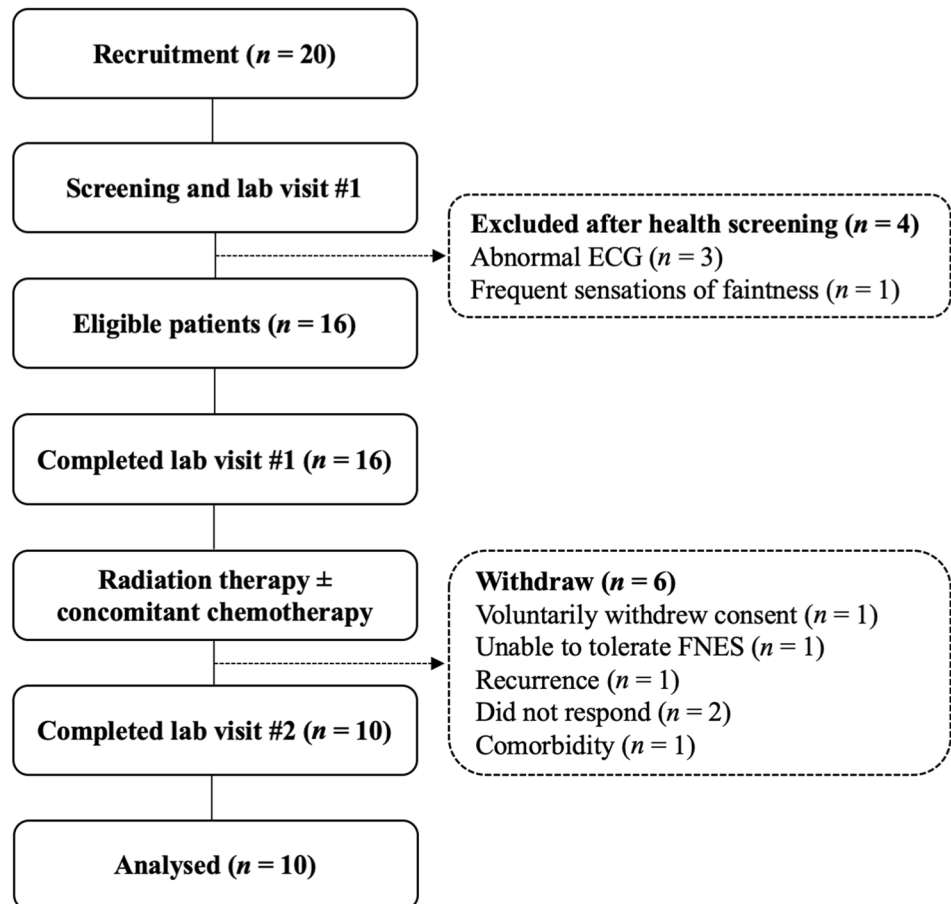 Recruitment (n = 20)
Screening and lab visit #1
Excluded after health screening (n = 4)
Abnormal ECG (n = 3)
Frequent sensations of faintness (n = 1)
Eligible patients (n = 16)
Completed lab visit #1 (n = 16)
Radiation therapy ±
concomitant chemotherapy
Withdraw (n = 6)
Voluntarily withdrew consent (n = 1)
Unable to tolerate FNES (n = 1)
Recurrence (n = 1)
Did not respond (n = 2)
Comorbidity (n = 1)
Completed lab visit #2 (n = 10)
Analysed (n = 10)